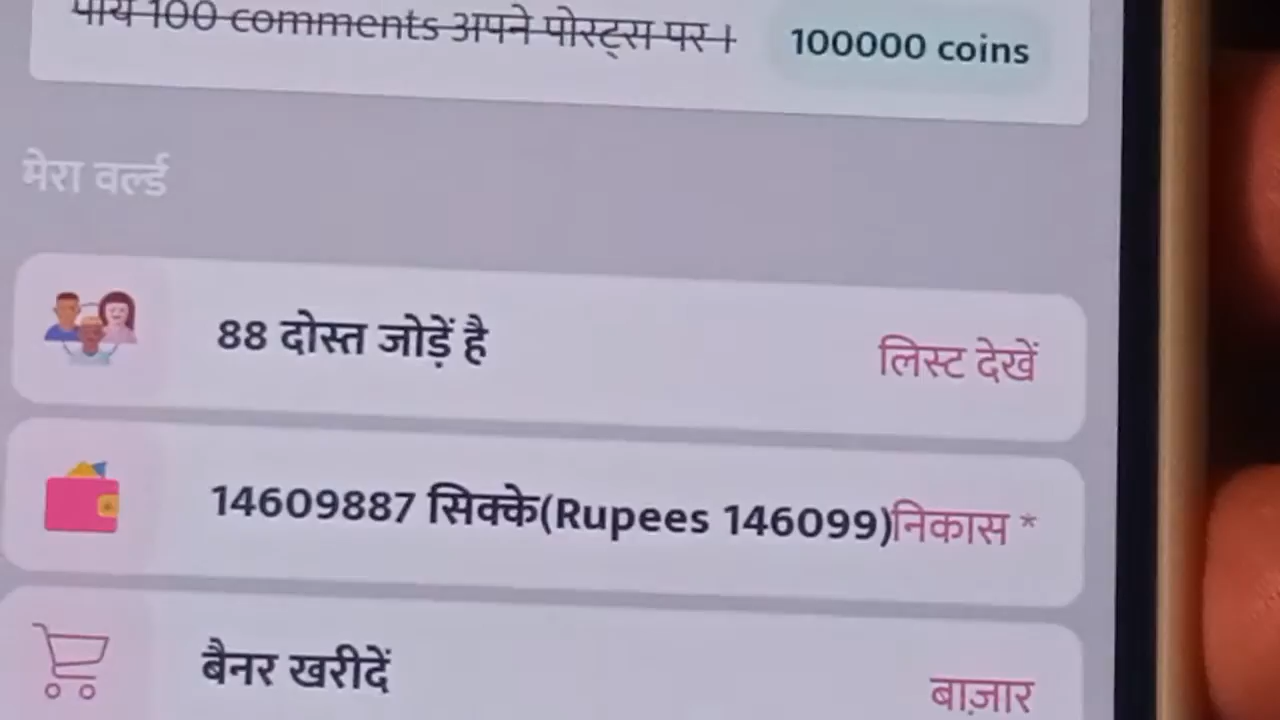 पायें 100 comments अपने पोस्ट्स पर । 100000 coins
मेरा वर्ल्ड
88 दोस्त जोड़ें है लिस्ट देखें
14609887 सिक्के(Rupees 146099)निकास *
बैनर खरीदें बाज़ार